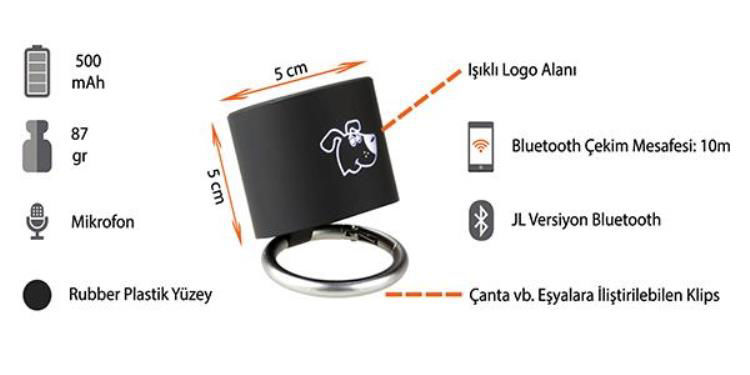 500
mAh
87
gr
Mikrofon
Rubber Plastik Yüzey
5 cm
5 cm
Işıklı Logo Alanı
Bluetooth Çekim Mesafesi: 10m
JL Versiyon Bluetooth
Çanta vb. Eşyalara İliştirilebilen Klips